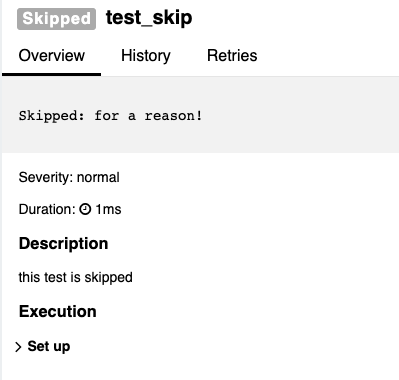 Skipped test_skip
Overview History Retries
Skipped: for a reason!
Severity: normal
Duration: 1ms
Description
this test is skipped
Execution
Set up